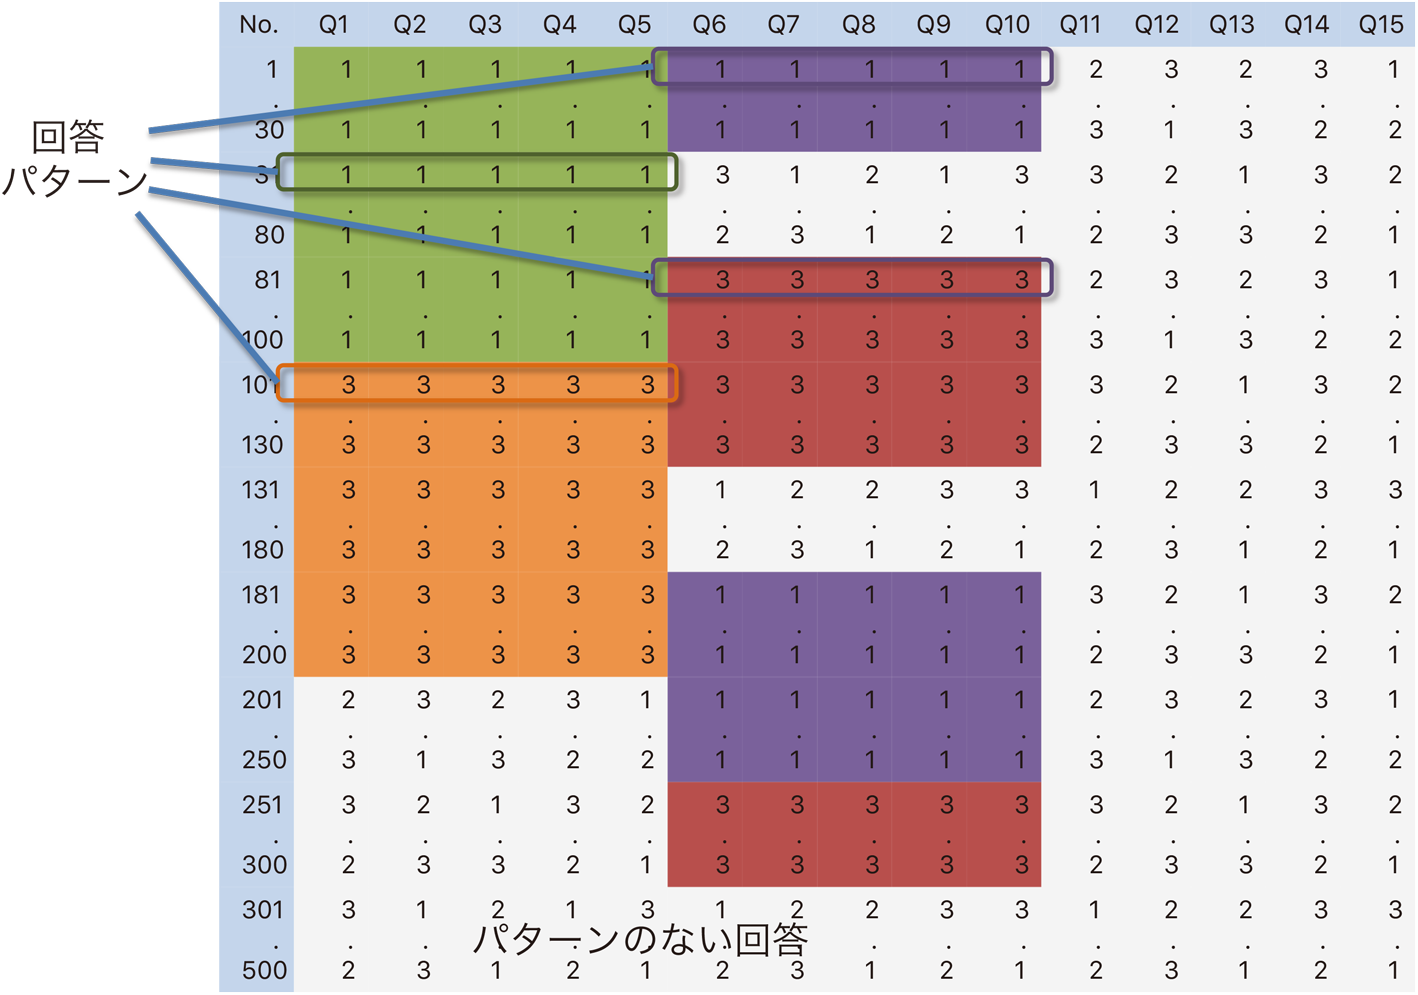 No. Q1 Q2 Q3 Q4 Q5 Q6 Q7 Q8 Q9 Q10 Q11 Q12 Q13 Q14 Q15
1 1 1 1 1 1 1 1 1 1 1 2 3 2 3 1
. . . . . . . . . . . . . .
30 1 1 1 1 1 1 1 1 1 1 3 1 3 2 2
回答
パターン
31 1 1 1 1 1 3 1 2 1 3 3 2 1 3 2
. . . . . . . . . . . . . . .
80 1 1 1 1 1 2 3 1 2 1 2 3 3 2 1
81 1 1 1 1 1 3 3 3 3 3 2 3 2 3 1
. . . . . . . . . . . . . . . .
100 1 1 1 1 1 3 3 3 3 3 3 1 3 2 2
101 3 3 3 3 3 3 3 3 3 3 3 2 1 3 2
. . . . . . . . . . . . . . . .
130 3 3 3 3 3 3 3 3 3 3 2 3 3 2 1
131 3 3 3 3 3 1 2 2 3 3 1 2 2 3 3
. . . . . . . . . . . . . . . .
180 3 3 3 3 3 2 3 1 2 1 2 3 1 2 1
181 3 3 3 3 3 1 1 1 1 1 3 2 1 3 2
. . . . . . . . . . . . . . . .
200 3 3 3 3 3 1 1 1 1 1 2 3 3 2 1
201 2 3 2 3 1 1 1 1 1 1 2 3 2 3 1
. . . . . . . . . . . . . . . .
250 3 1 3 2 2 1 1 1 1 1 3 1 3 2 2
251 3 2 1 3 2 3 3 3 3 3 3 2 1 3 2
. . . . . . . . . . . . . . . .
300 2 3 3 2 1 3 3 3 3 3 2 3 3 2 1
301 3 1 2 1 3 1 2 2 3 3 1 2 2 3 3
パターンのない回答
. . . . . . . . . . . . . . . .
500 2 3 1 2 1 2 3 1 2 1 2 3 1 2 1